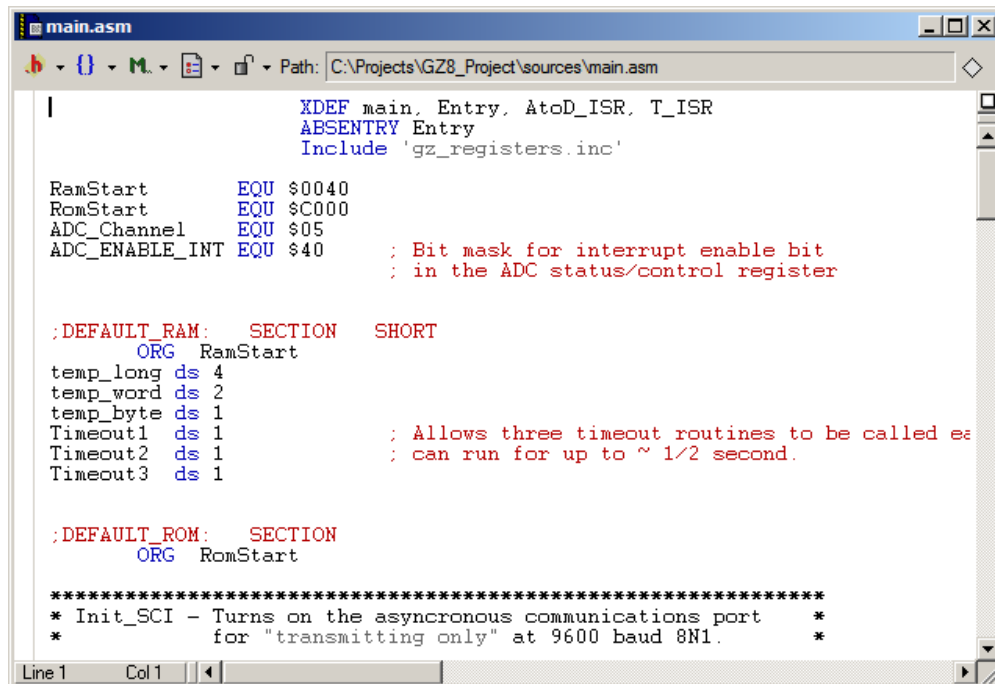 main.asm
h {} M. Path: C:\Projects\GZ8_Project\sources\main.asm
XDEF main, Entry, AtoD_ISR, T_ISR
ABSENTRY Entry
Include 'gz_registers.inc'
RamStart EQU $0040
RomStart EQU $C000
ADC_Channel EQU $05
ADC_ENABLE_INT EQU $40 ; Bit mask for interrupt enable bit
; in the ADC status/control register
;DEFAULT_RAM: SECTION SHORT
ORG RamStart
temp_long ds 4
temp_word ds 2
temp_byte ds 1
Timeout1 ds 1 ; Allows three timeout routines to be called ea
Timeout2 ds 1 ; can run for up to ~ 1/2 second.
Timeout3 ds 1
;DEFAULT_ROM: SECTION
ORG RomStart
******************************************************************
* Init_SCI - Turns on the asyncronous communications port *
* for "transmitting only" at 9600 baud 8N1. *
Line 1 Col 1